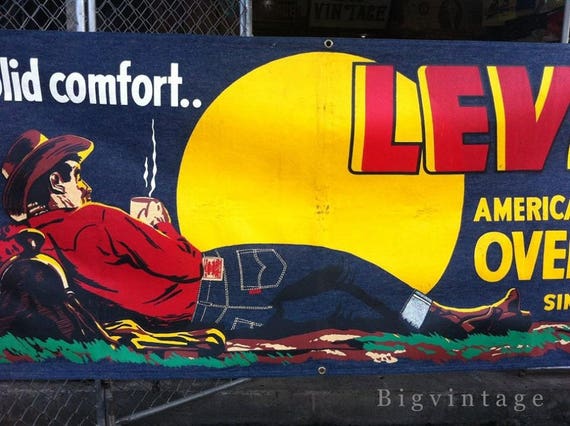 VINTAGE
lid comfort..
LEV
AMERICA
OVE
SIN
Bigvintage